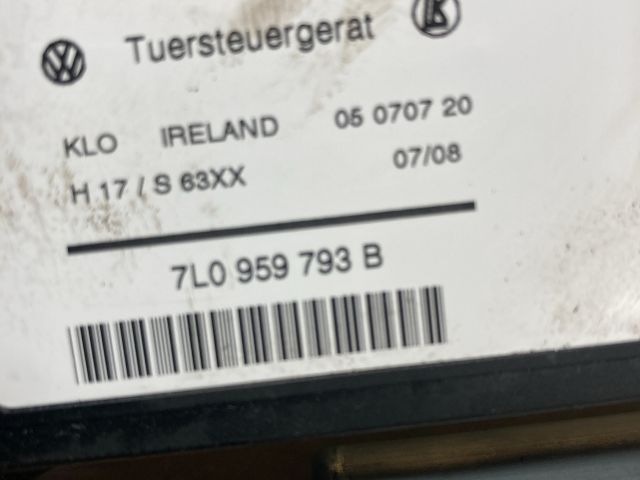 Tuersteuergerat
KLO IRELAND 05 0707 20
H 17 / S 63XX 07/08
7L0 959 793 B